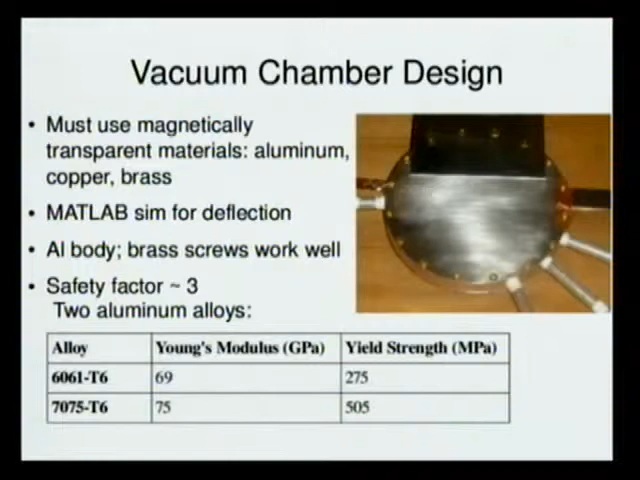 Vacuum Chamber Design
• Must use magnetically
transparent materials: aluminum,
copper, brass
• MATLAB sim for deflection
• Al body; brass screws work well
• Safety factor ~ 3
Two aluminum alloys:
Alloy Young's Modulus (GPa) Yield Strength (MPa)
6061-T6 69 275
7075-T6 75 505